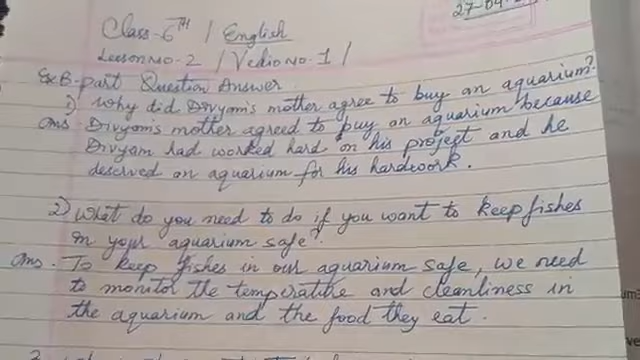 27-04-
Class-6TH / English
Lesson NO-2 / Vedio NO-1 /
Ex B-part Question Answer.
1) Why did Divyam's mother agree to buy an aquarium?
Ans. Divyam's mother agreed to buy an aquarium because
Divyam had worked hard on his project and he
deserved an aquarium for his hardwork.
2) What do you need to do if you want to keep fishes
in your aquarium safe?
Ans. To keep fishes in our aquarium safe, we need
to monitor the temperature and cleanliness in
the aquarium and the food they eat.